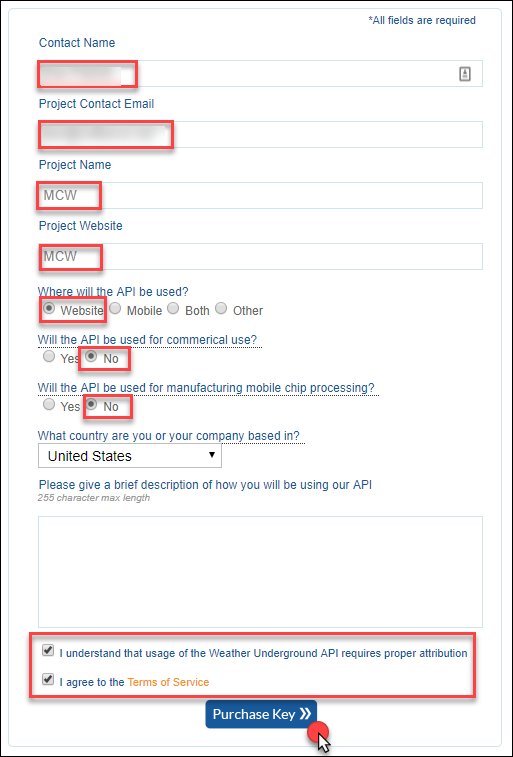 *All fields are required
Contact Name
Project Contact Email
Project Name
MCW
Project Website
MCW
Where will the API be used?
Website Mobile Both Other
Will the API be used for commerical use?
Yes No
Will the API be used for manufacturing mobile chip processing?
Yes No
What country are you or your company based in?
United States
Please give a brief description of how you will be using our API
255 character max length
I understand that usage of the Weather Underground API requires proper attribution
I agree to the Terms of Service
Purchase Key